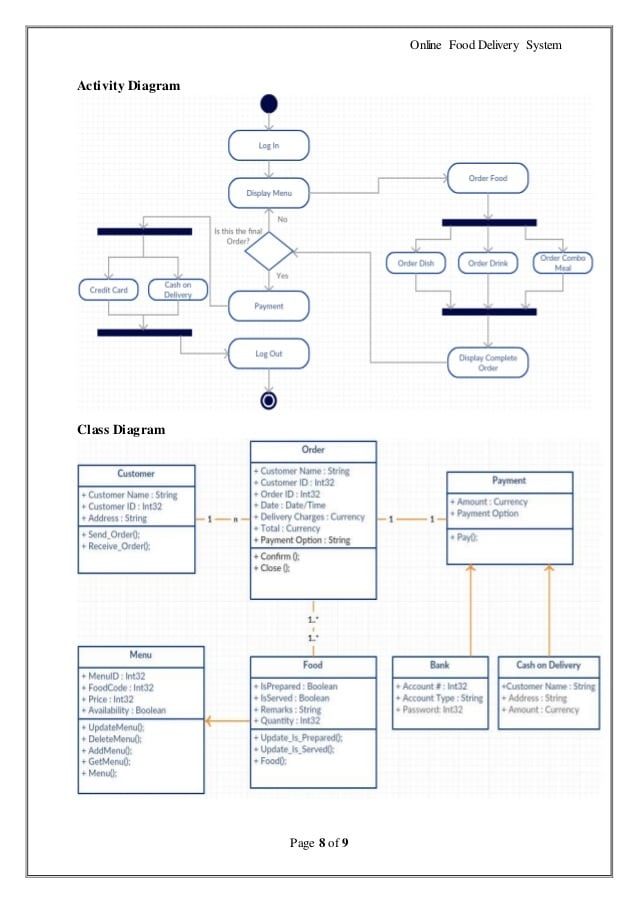 Online Food Delivery System
Activity Diagram
Log In
Display Menu
Order Food
No
Is this the final
Order?
Yes
Order Dish
Order Drink
Order Combo
Meal
Credit Card
Cash on
Delivery
Payment
Log Out
Display Complete
Order
Class Diagram
Customer
+ Customer Name : String
+ Customer ID : Int32
+ Address : String
+ Send_Order();
+ Receive_Order();
1
n
Order
+ Customer Name : String
+ Customer ID : Int32
+ Order ID : Int32
+ Date : Date/Time
+ Delivery Charges : Currency
+ Total : Currency
+ Payment Option : String
+ Confirm ();
+ Close ();
1
1
Payment
+ Amount : Currency
+ Payment Option
+ Pay();
1..*
1..*
Menu
+ MenuID : Int32
+ FoodCode : Int32
+ Price : Int32
+ Availability : Boolean
+ UpdateMenu();
+ DeleteMenu();
+ AddMenu();
+ GetMenu();
+ Menu();
Food
+ IsPrepared : Boolean
+ IsServed : Boolean
+ Remarks : String
+ Quantity : Int32
+ Update_Is_Prepared();
+ Update_Is_Served();
+ Food();
Bank
+ Account # : Int32
+ Account Type : String
+ Password: Int32
Cash on Delivery
+Customer Name : String
+ Address : String
+ Amount : Currency
Page 8 of 9